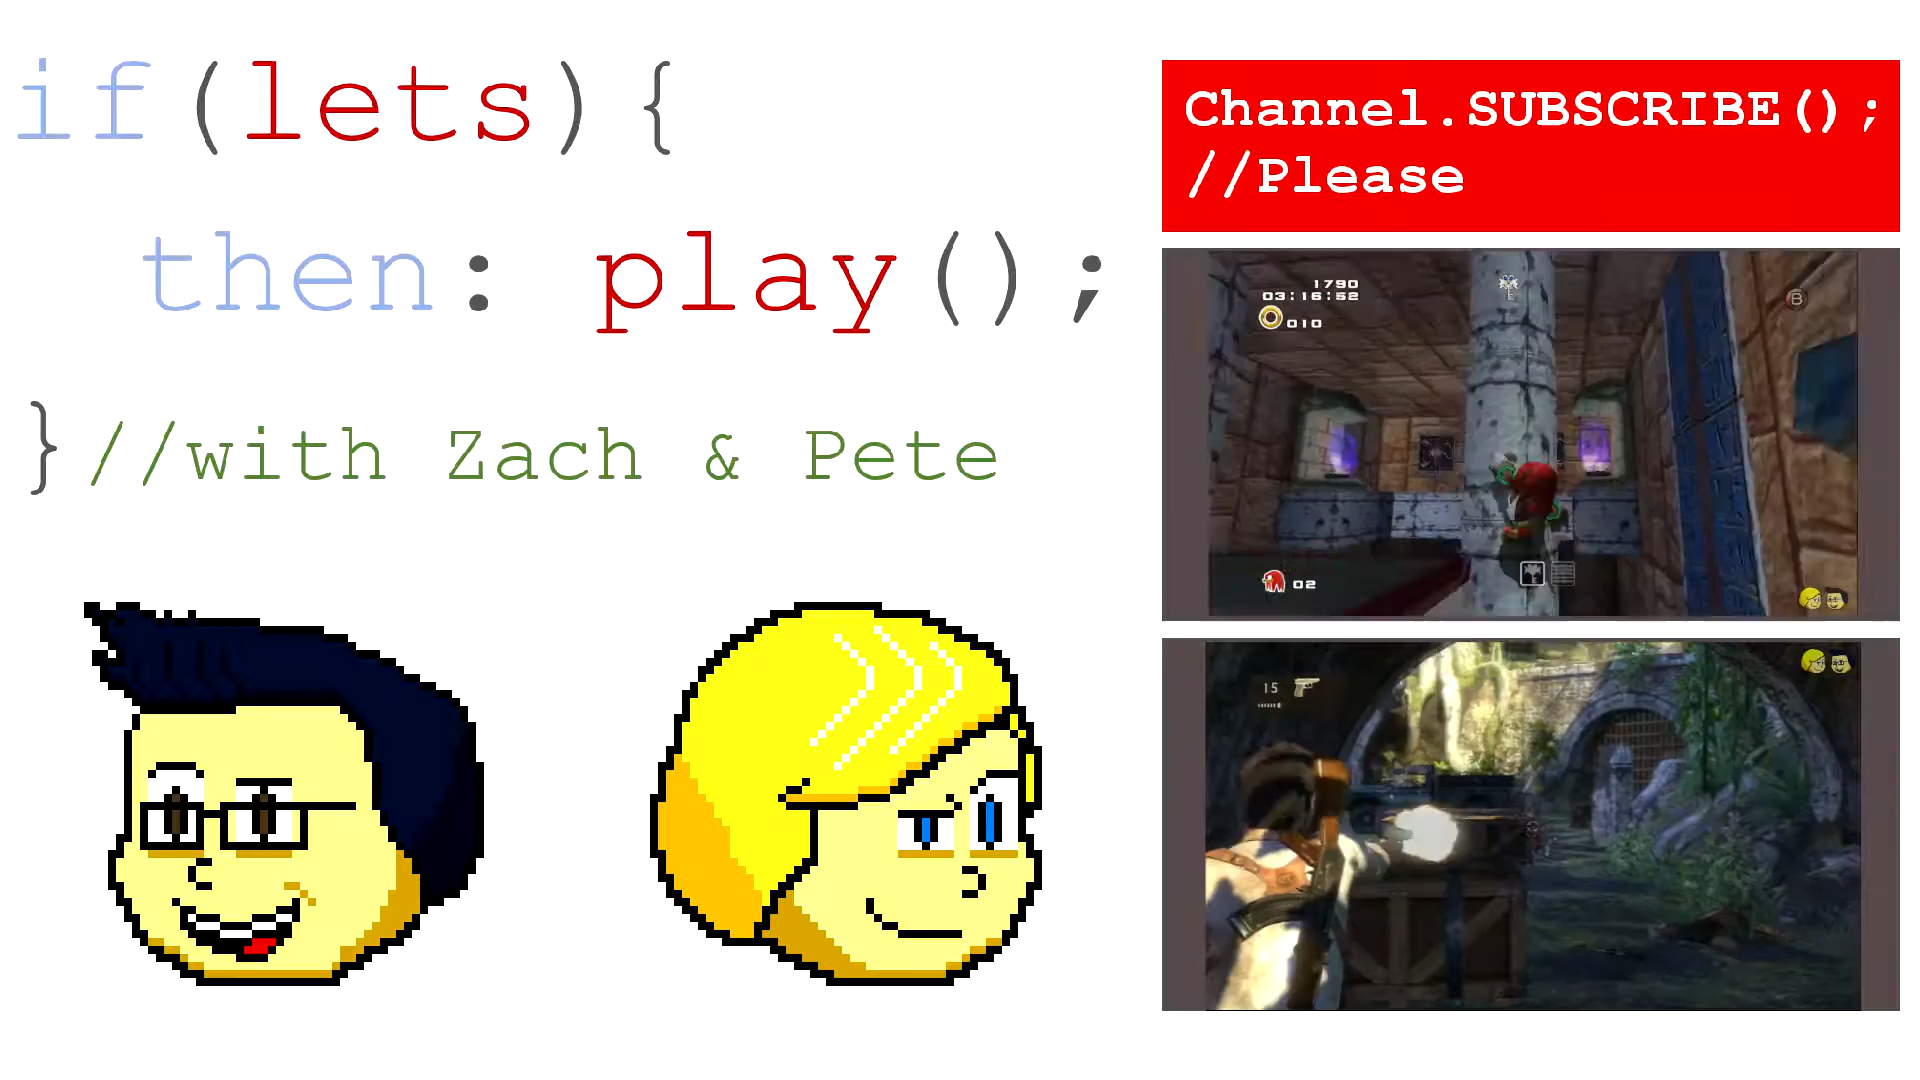 if(lets){
then: play();
}//with Zach & Pete
Channel.SUBSCRIBE();
//Please
1790
03:16:52
010
B
02
15